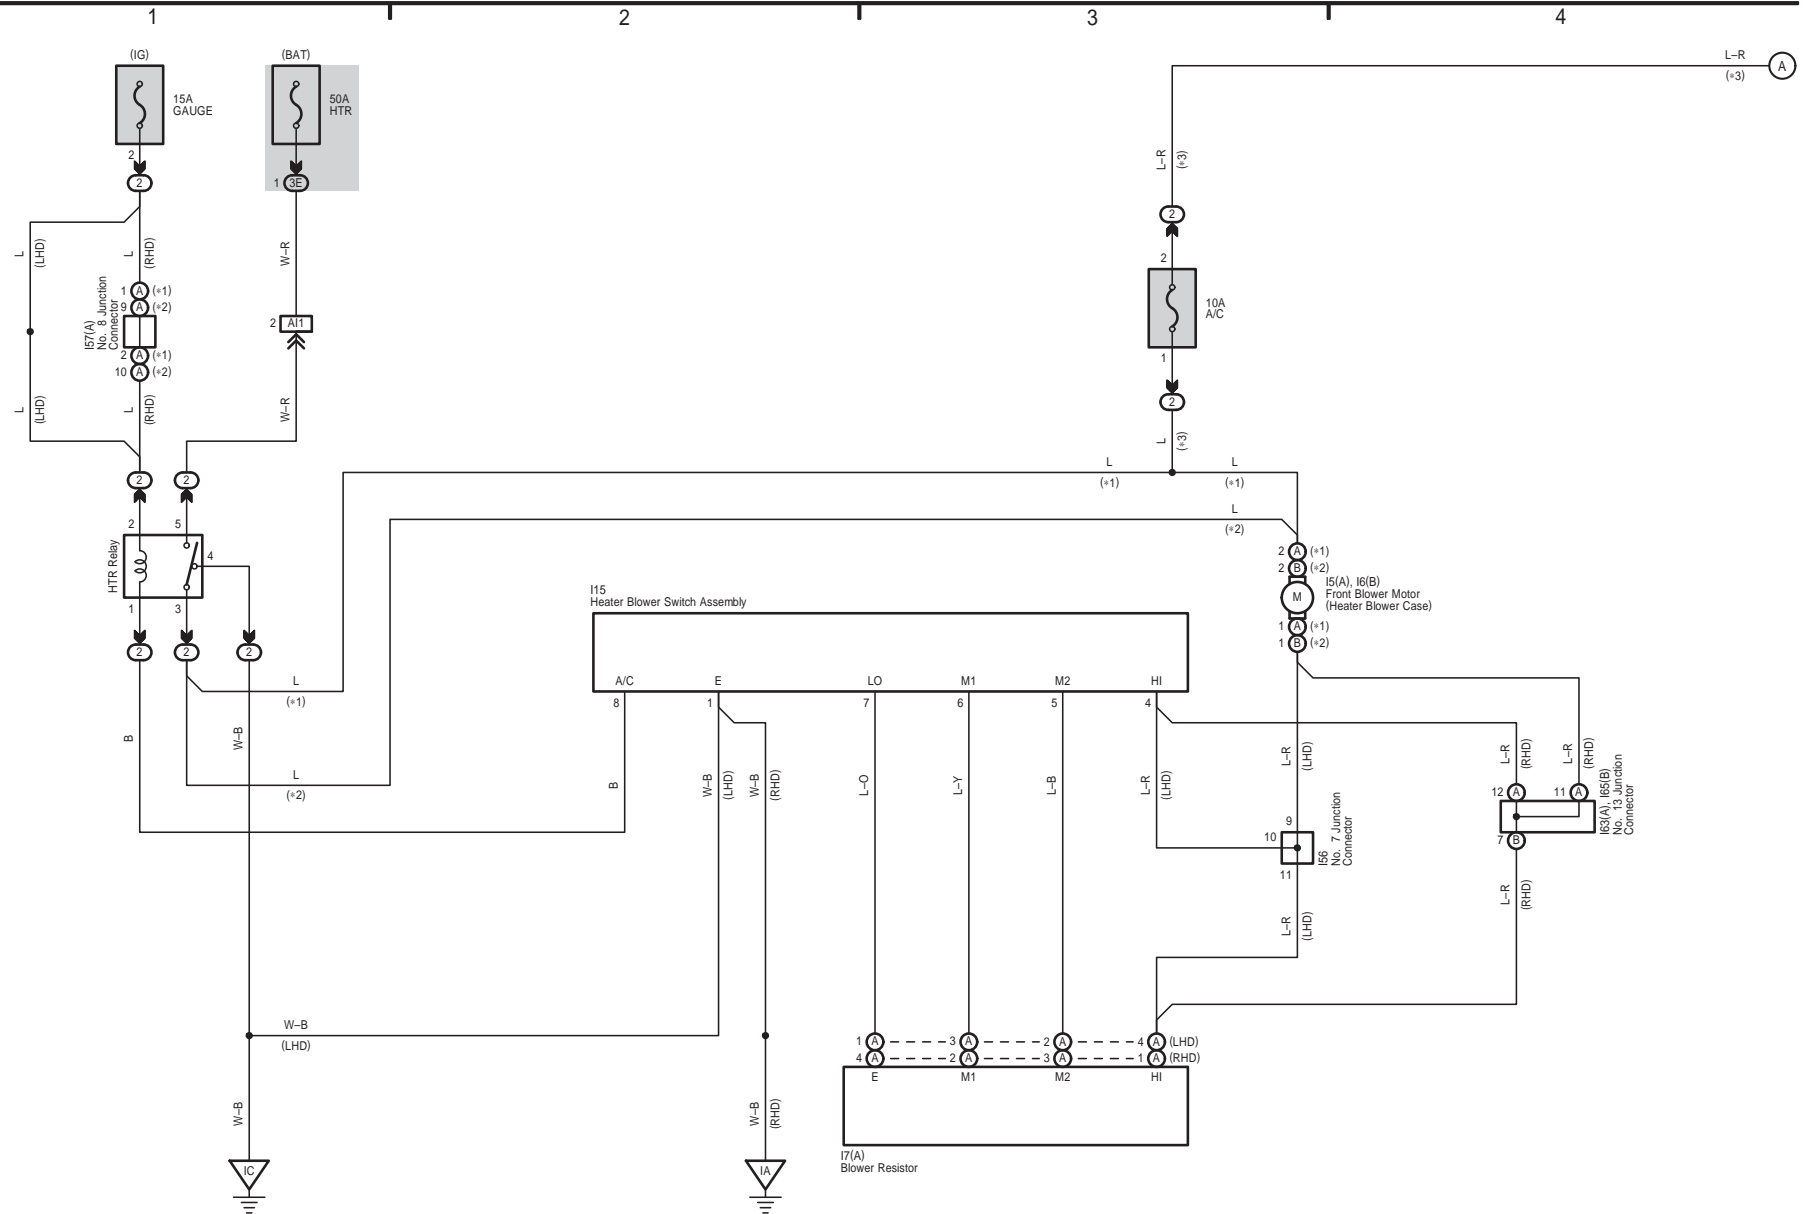 1
2
3
4
(IG)
(BAT)
L–R
(∗3)
A
15A
GAUGE
50A
HTR
2
2
1
3E
L–R
(∗3)
2
L
(LHD)
L
(RHD)
W–R
2
10A
A/C
1
2
1 A (∗1)
9 A (∗2)
I57(A)
No. 8 Junction
Connector
2 A (∗1)
10 A (∗2)
2 AI1
L
(LHD)
L
(RHD)
W–R
L
(∗3)
L
(∗1)
L
(∗1)
2
2
L
(∗2)
2
5
4
HTR Relay
1
3
2
2
2
2 A (∗1)
2 B (∗2)
M
I5(A), I6(B)
Front Blower Motor
(Heater Blower Case)
1 A (∗1)
1 B (∗2)
I15
Heater Blower Switch Assembly
A/C
E
LO
M1
M2
HI
8
1
7
6
5
4
L
(∗1)
B
W–B
L
(∗2)
B
W–B
(LHD)
W–B
(RHD)
L–O
L–Y
L–B
L–R
(LHD)
L–R
(LHD)
L–R
(RHD)
L–R
(RHD)
12 A
11 A
7 B
I63(A), I65(B)
No. 13 Junction
Connector
9
10
11
I56
No. 7 Junction
Connector
L–R
(LHD)
L–R
(RHD)
W–B
(LHD)
1 A
3 A
2 A
4 A (LHD)
4 A
2 A
3 A
1 A (RHD)
E
M1
M2
HI
W–B
W–B
(RHD)
I7(A)
Blower Resistor
IC
IA